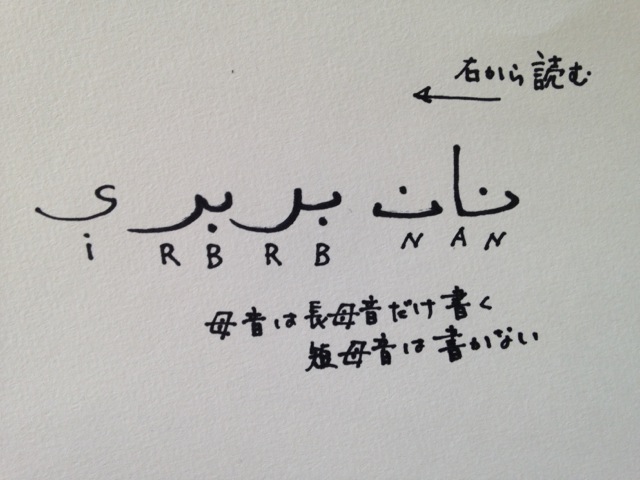 右から読む
نان بربری
N A N B R B R i
母音は長母音だけ書く
短母音は書かない